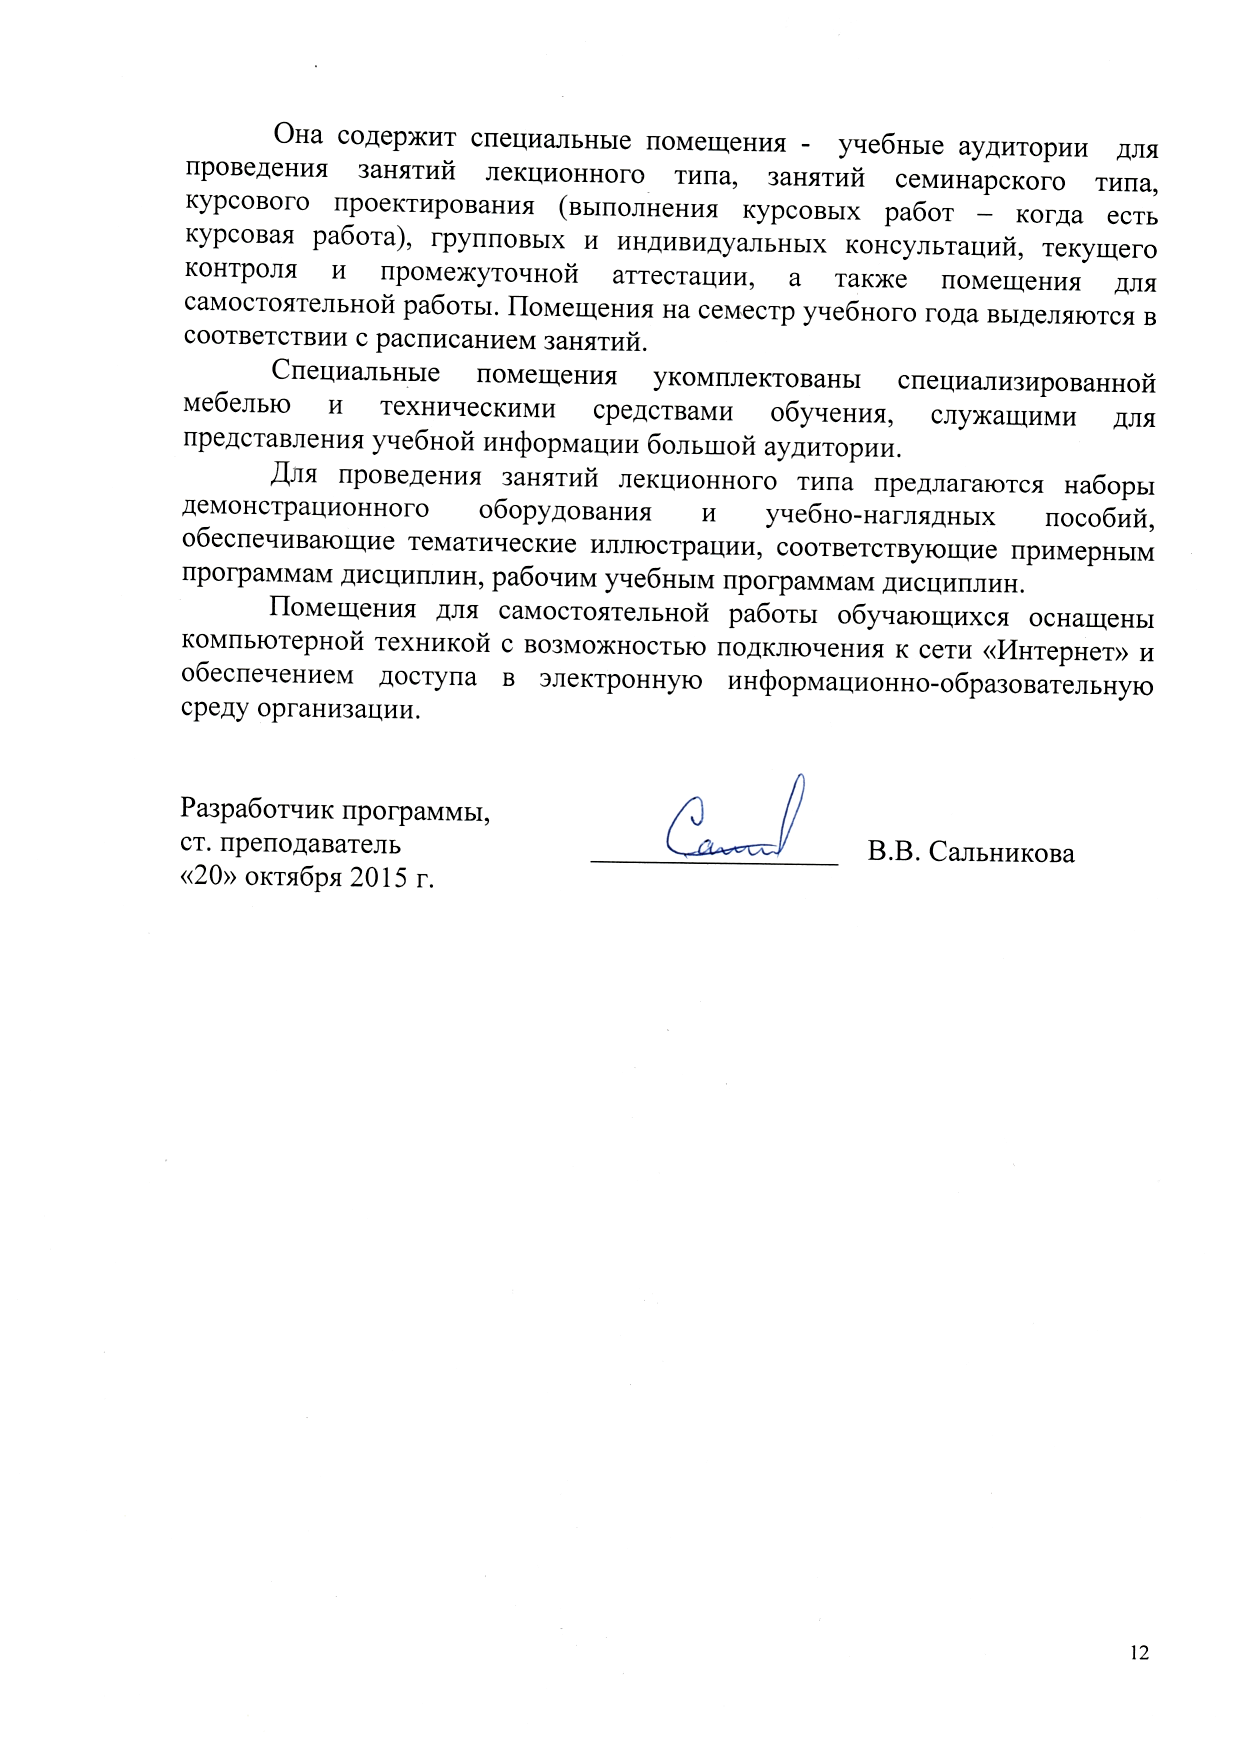 Она содержит специальные помещения - учебные аудитории для
проведения занятий лекционного типа, занятий семинарского типа,
курсового проектирования (выполнения курсовых работ – когда есть
курсовая работа), групповых и индивидуальных консультаций, текущего
контроля и промежуточной аттестации, а также помещения для
самостоятельной работы. Помещения на семестр учебного года выделяются в
соответствии с расписанием занятий.
Специальные помещения укомплектованы специализированной
мебелью и техническими средствами обучения, служащими для
представления учебной информации большой аудитории.
Для проведения занятий лекционного типа предлагаются наборы
демонстрационного оборудования и учебно-наглядных пособий,
обеспечивающие тематические иллюстрации, соответствующие примерным
программам дисциплин, рабочим учебным программам дисциплин.
Помещения для самостоятельной работы обучающихся оснащены
компьютерной техникой с возможностью подключения к сети «Интернет» и
обеспечением доступа в электронную информационно-образовательную
среду организации.
Разработчик программы,
ст. преподаватель
В.В. Сальникова
«20» октября 2015 г.
12